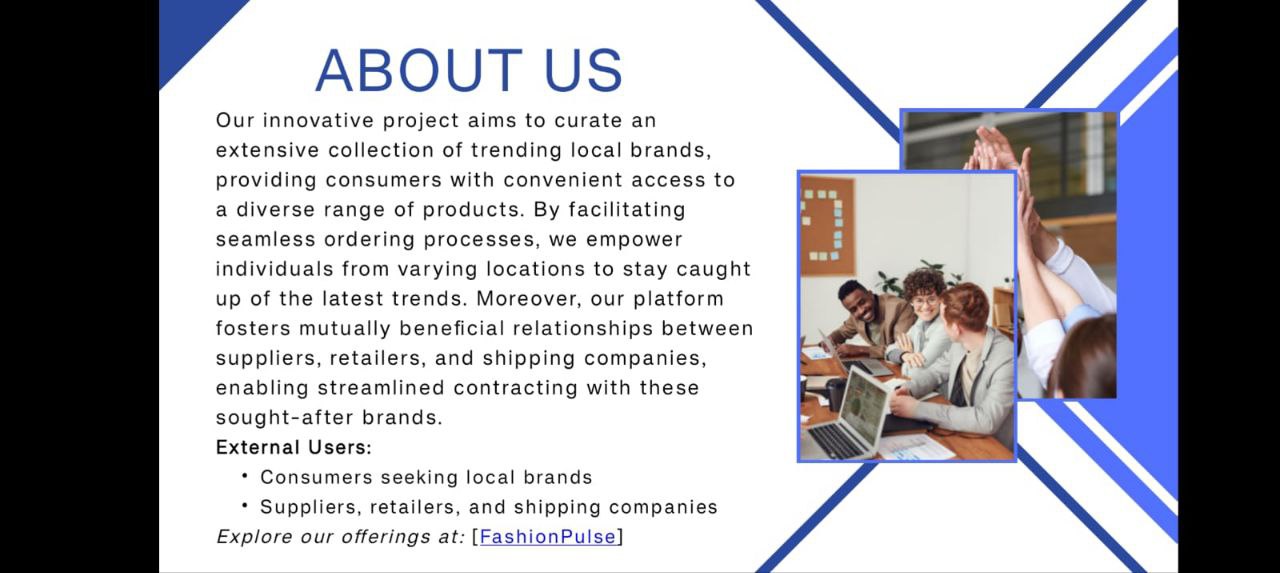 ABOUT US
Our innovative project aims to curate an
extensive collection of trending local brands,
providing consumers with convenient access to
a diverse range of products. By facilitating
seamless ordering processes, we empower
individuals from varying locations to stay caught
up of the latest trends. Moreover, our platform
fosters mutually beneficial relationships between
suppliers, retailers, and shipping companies,
enabling streamlined contracting with these
sought-after brands.
External Users:
• Consumers seeking local brands
• Suppliers, retailers, and shipping companies
Explore our offerings at: [FashionPulse]